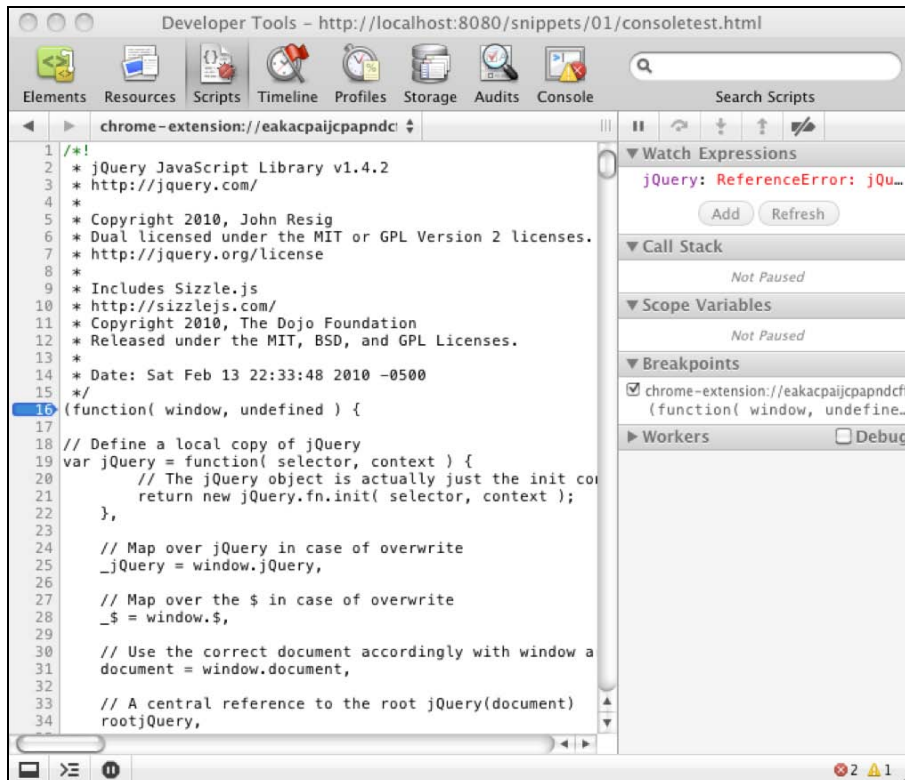 Developer Tools – http://localhost:8080/snippets/01/consoletest.html
Elements Resources Scripts Timeline Profiles Storage Audits Console Search Scripts
chrome-extension://eakacpaijcpapndcf
1 /*!
2 * jQuery JavaScript Library v1.4.2
3 * http://jquery.com/
4 *
5 * Copyright 2010, John Resig
6 * Dual licensed under the MIT or GPL Version 2 licenses.
7 * http://jquery.org/license
8 *
9 * Includes Sizzle.js
10 * http://sizzlejs.com/
11 * Copyright 2010, The Dojo Foundation
12 * Released under the MIT, BSD, and GPL Licenses.
13 *
14 * Date: Sat Feb 13 22:33:48 2010 -0500
15 */
16 (function( window, undefined ) {
17
18 // Define a local copy of jQuery
19 var jQuery = function( selector, context ) {
20 // The jQuery object is actually just the init co
21 return new jQuery.fn.init( selector, context );
22 },
23
24 // Map over jQuery in case of overwrite
25 _jQuery = window.jQuery,
26
27 // Map over the $ in case of overwrite
28 _$ = window.$,
29
30 // Use the correct document accordingly with window a
31 document = window.document,
32
33 // A central reference to the root jQuery(document)
34 rootjQuery,
Watch Expressions
jQuery: ReferenceError: jQu…
Add Refresh
Call Stack
Not Paused
Scope Variables
Not Paused
Breakpoints
chrome-extension://eakacpaijcpapndcf
(function( window, undefine…
Workers Debug
2 1